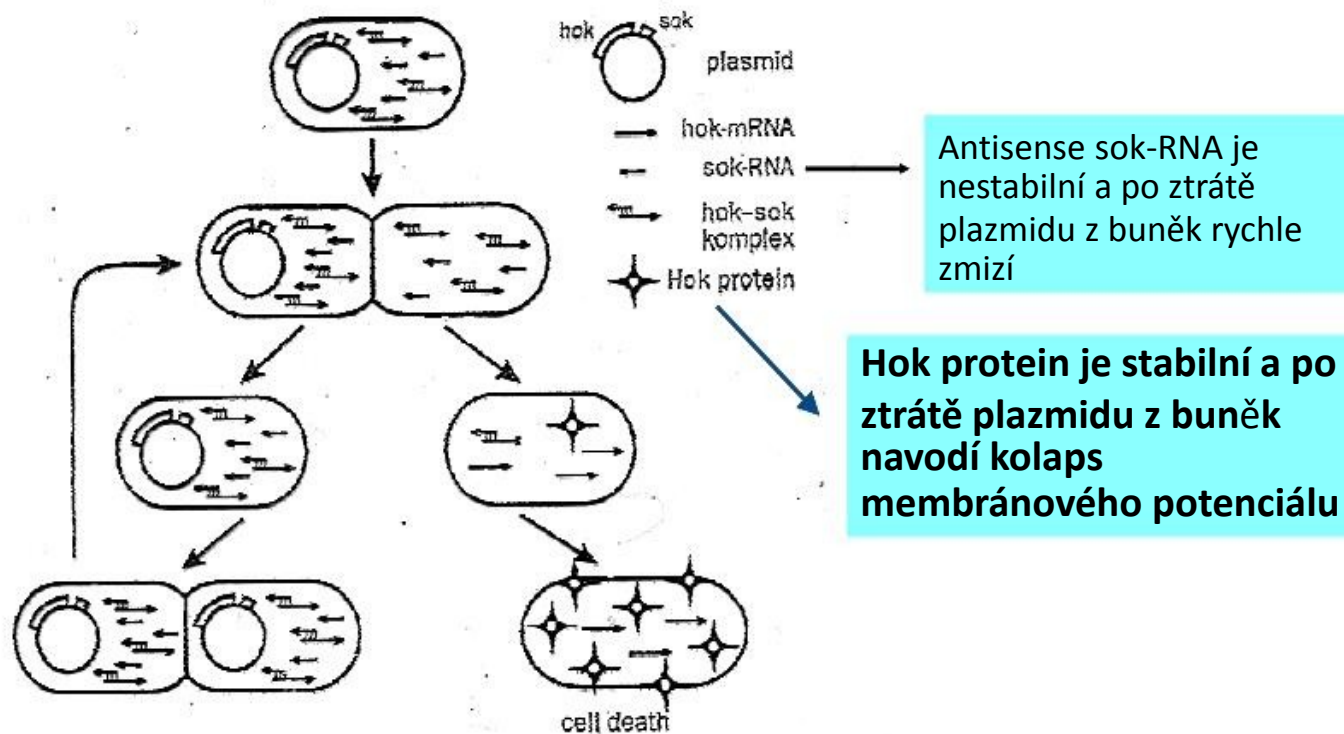 hok
sok
plasmid
hok-mRNA
sok-RNA
hok-sok
komplex
Hok protein
Antisense sok-RNA je
nestabilní a po ztrátě
plazmidu z buněk rychle
zmizí
Hok protein je stabilní a po
ztrátě plazmidu z buněk
navodí kolaps
membránového potenciálu
cell death